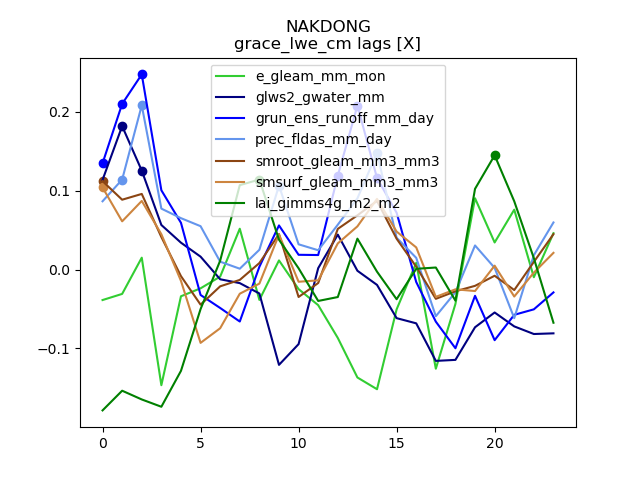 NAKDONG
grace_lwe_cm lags [X]
e_gleam_mm_mon
glws2_gwater_mm
grun_ens_runoff_mm_day
prec_fldas_mm_day
smroot_gleam_mm3_mm3
smsurf_gleam_mm3_mm3
lai_gimms4g_m2_m2
0.2
0.1
0.0
−0.1
0 5 10 15 20